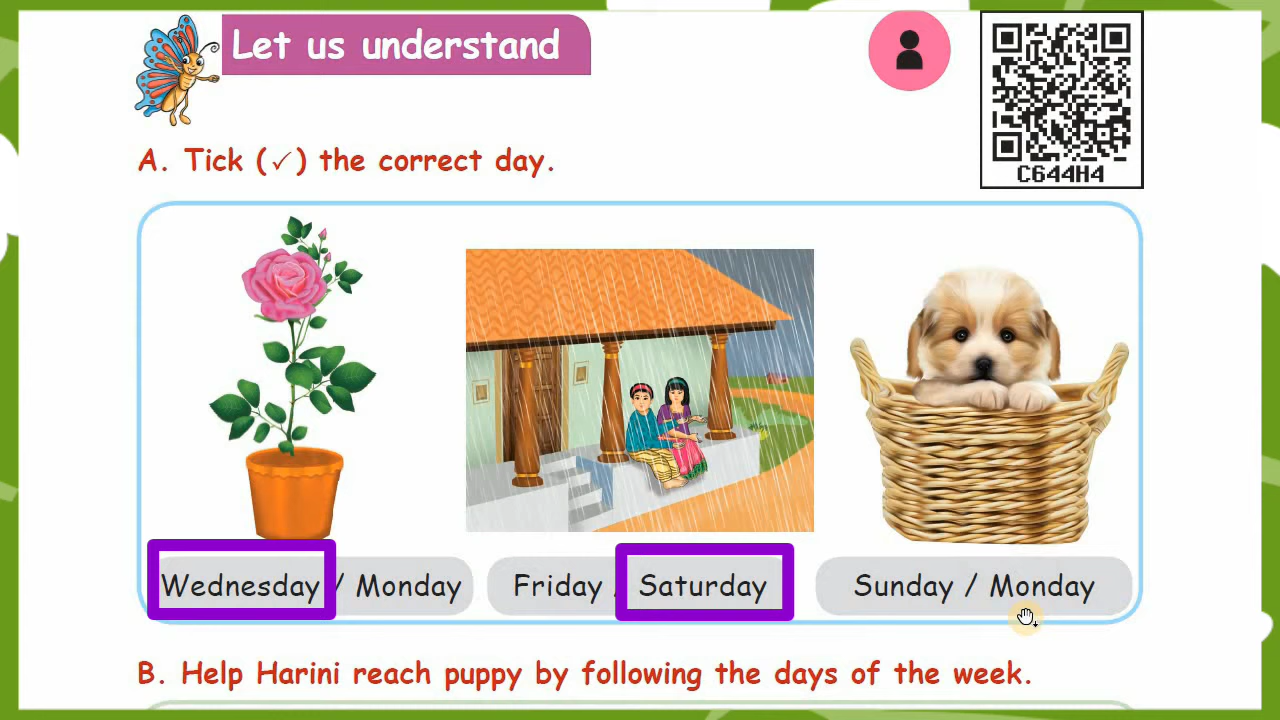 Let us understand
C644H4
A. Tick (✓) the correct day.
Wednesday / Monday
Friday / Saturday
Sunday / Monday
B. Help Harini reach puppy by following the days of the week.